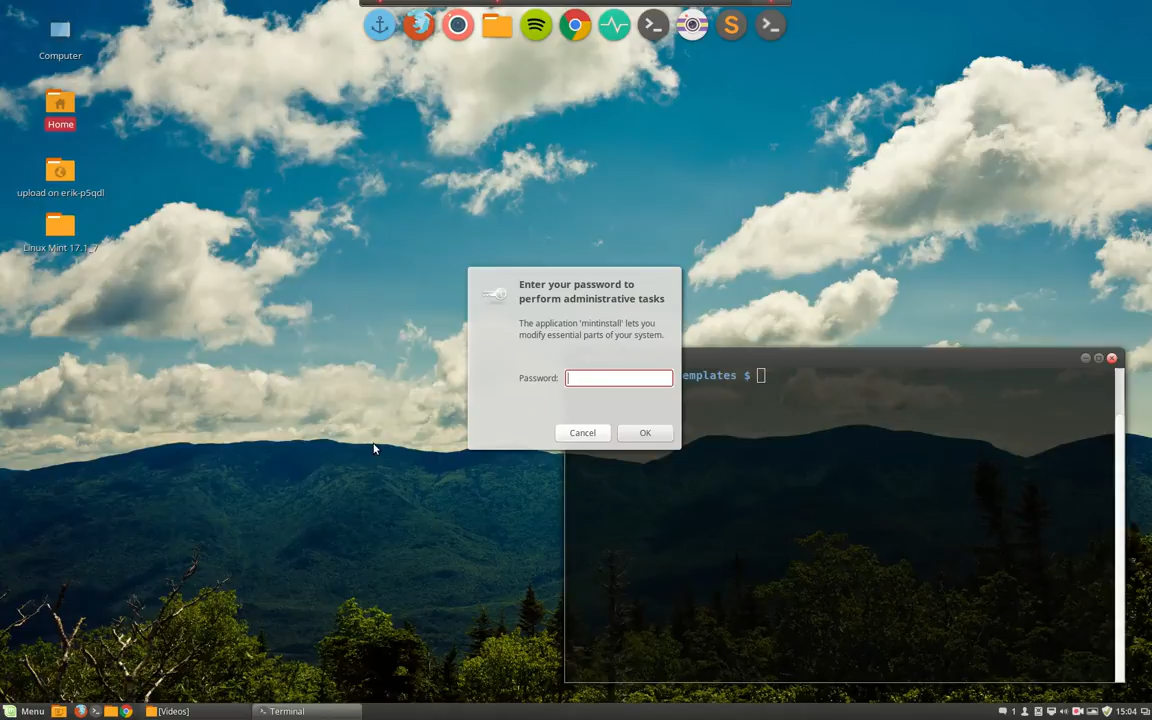 Computer
Home
upload on erik-p5qdl
Linux Mint 17.1_7
Enter your password to
perform administrative tasks
The application 'mintinstall' lets you
modify essential parts of your system.
Password:
Cancel
OK
emplates $
Menu
[Videos]
Terminal
1
15:04